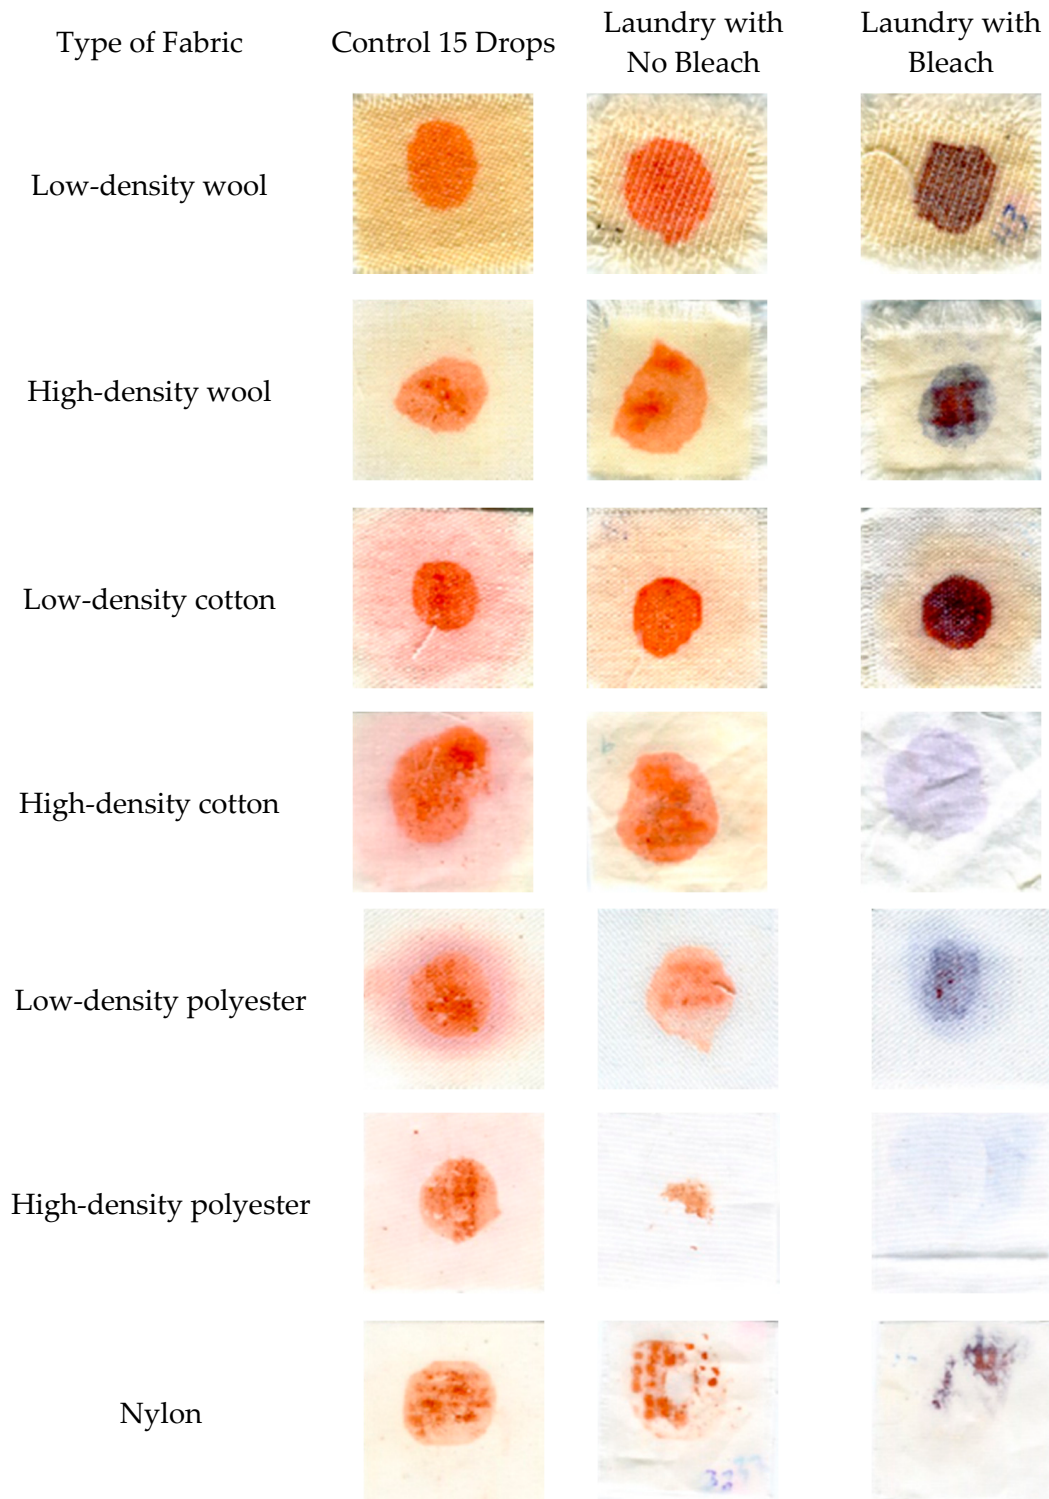 Type of Fabric
Control 15 Drops
Laundry with
No Bleach
Laundry with
Bleach
Low-density wool
High-density wool
Low-density cotton
High-density cotton
Low-density polyester
High-density polyester
Nylon